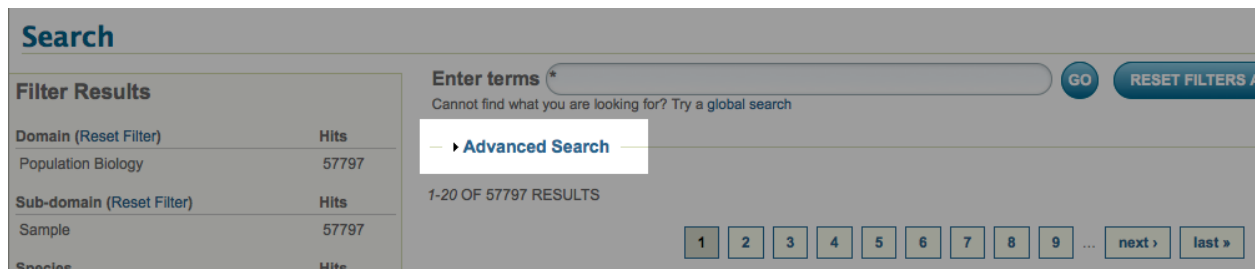 Search
Filter Results
Domain (Reset Filter) Hits
Population Biology 57797
Sub-domain (Reset Filter) Hits
Sample 57797
Species Hits
Enter terms * GO RESET FILTERS A
Cannot find what you are looking for? Try a global search
Advanced Search
1-20 OF 57797 RESULTS
1 2 3 4 5 6 7 8 9 ... next › last »